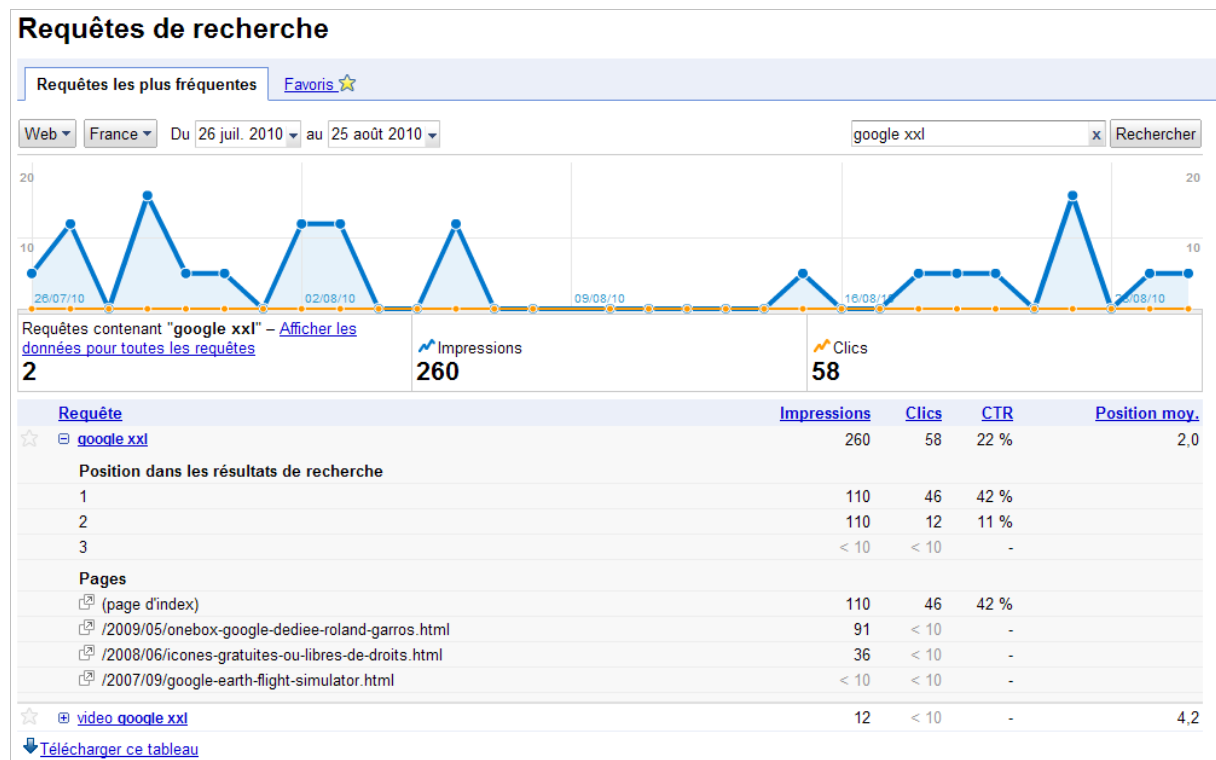 Requêtes de recherche
Requêtes les plus fréquentes Favoris
Web France Du 26 juil. 2010 au 25 août 2010 google xxl x Rechercher
20 20
10 10
26/07/10 02/08/10 09/08/10 16/08/1 /08/10
Requêtes contenant "google xxl" – Afficher les
données pour toutes les requêtes
2
Impressions
260
Clics
58
Requête Impressions Clics CTR Position moy.
google xxl 260 58 22 % 2,0
Position dans les résultats de recherche
1 110 46 42 %
2 110 12 11 %
3 < 10 < 10 -
Pages
(page d'index) 110 46 42 %
/2009/05/onebox-google-dediee-roland-garros.html 91 < 10 -
/2008/06/icones-gratuites-ou-libres-de-droits.html 36 < 10 -
/2007/09/google-earth-flight-simulator.html < 10 < 10 -
video google xxl 12 < 10 - 4,2
Télécharger ce tableau